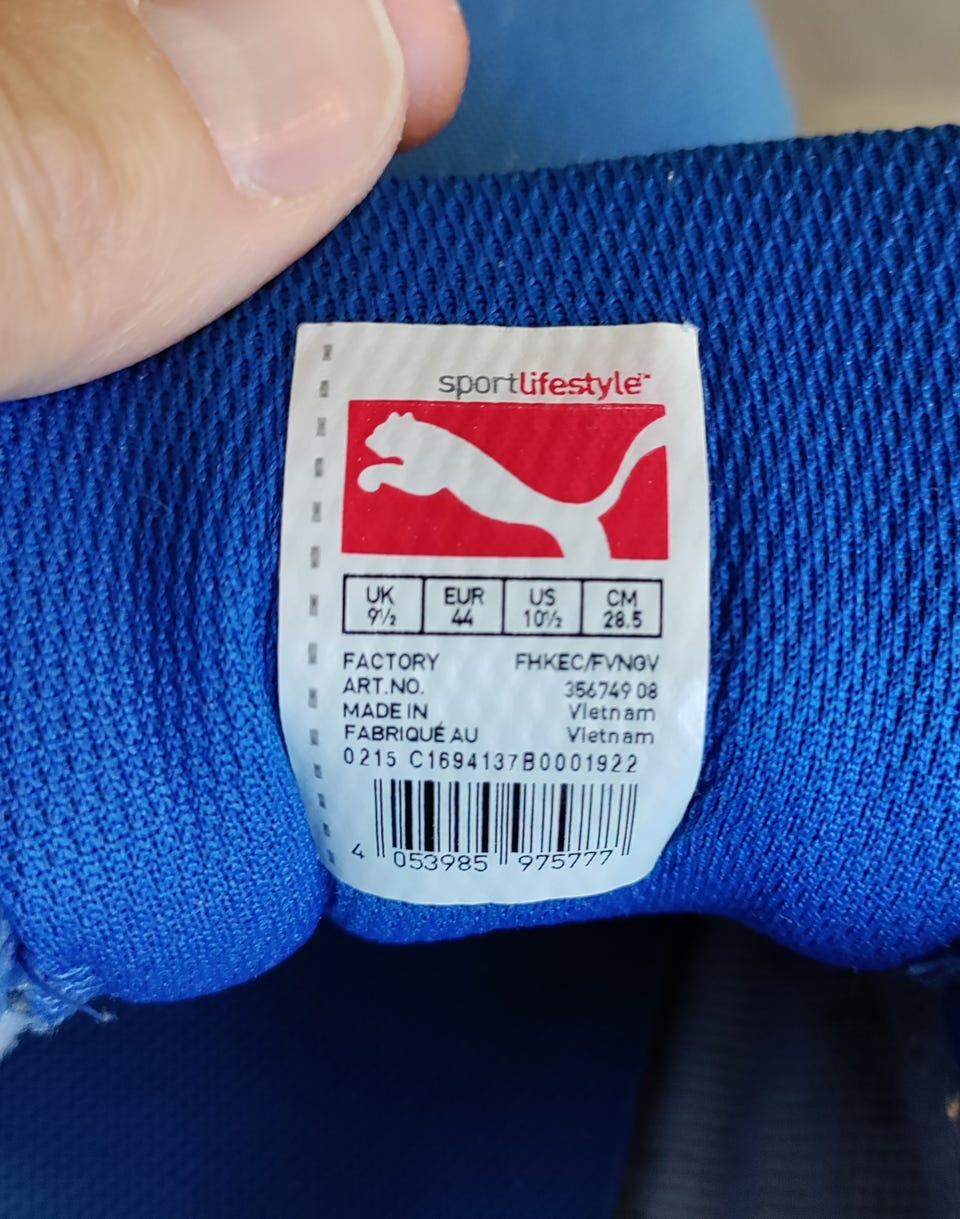 sportlifestyle™
UK EUR US CM
9½ 44 10½ 28.5
FACTORY FHKEC/FVNGV
ART.NO. 356749 08
MADE IN Vietnam
FABRIQUÉ AU Vietnam
0215 C1694137B0001922
4 053985 975777